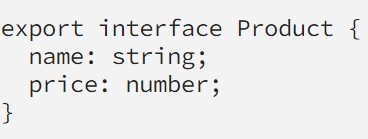 export interface Product {
  name: string;
  price: number;
}